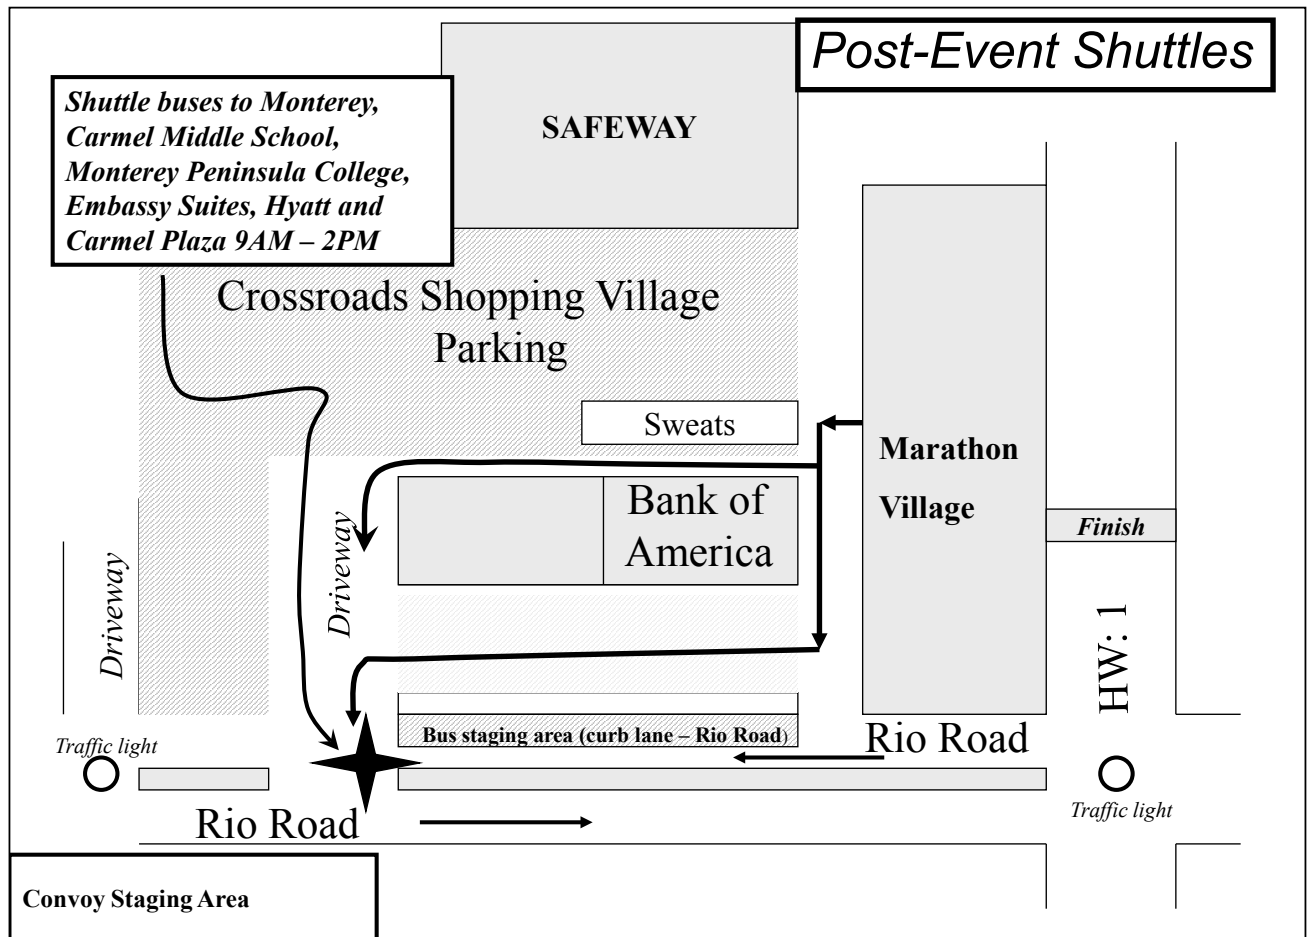 Post-Event Shuttles
Shuttle buses to Monterey,
Carmel Middle School,
Monterey Peninsula College,
Embassy Suites, Hyatt and
Carmel Plaza 9AM – 2PM
SAFEWAY
Crossroads Shopping Village
Parking
Sweats
Marathon
Village
Bank of
America
Finish
Driveway
Driveway
HW: 1
Bus staging area (curb lane – Rio Road)
Rio Road
Traffic light
Traffic light
Rio Road
Convoy Staging Area